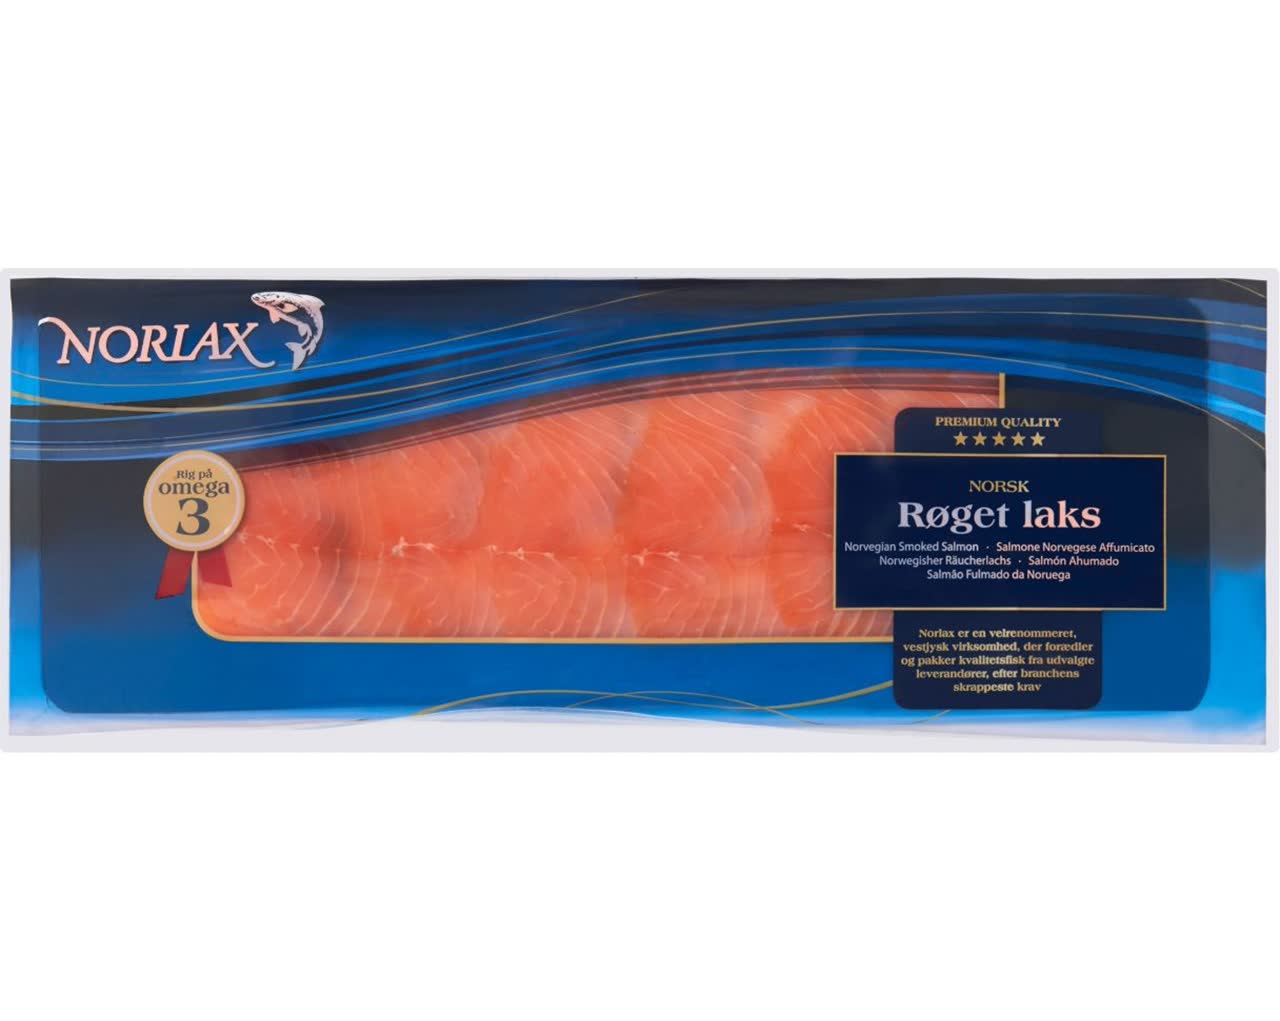 NORLAX
Rig på
omega
3
PREMIUM QUALITY
NORSK
Røget laks
Norwegian Smoked Salmon · Salmone Norvegese Affumicato
Norwegisher Räucherlachs · Salmón Ahumado
Salmão Fulmado da Noruega
Norlax er en velrenommeret,
vestjysk virksomhed, der forædler
og pakker kvalitetsfisk fra udvalgte
leverandører, efter branchens
skrappeste krav